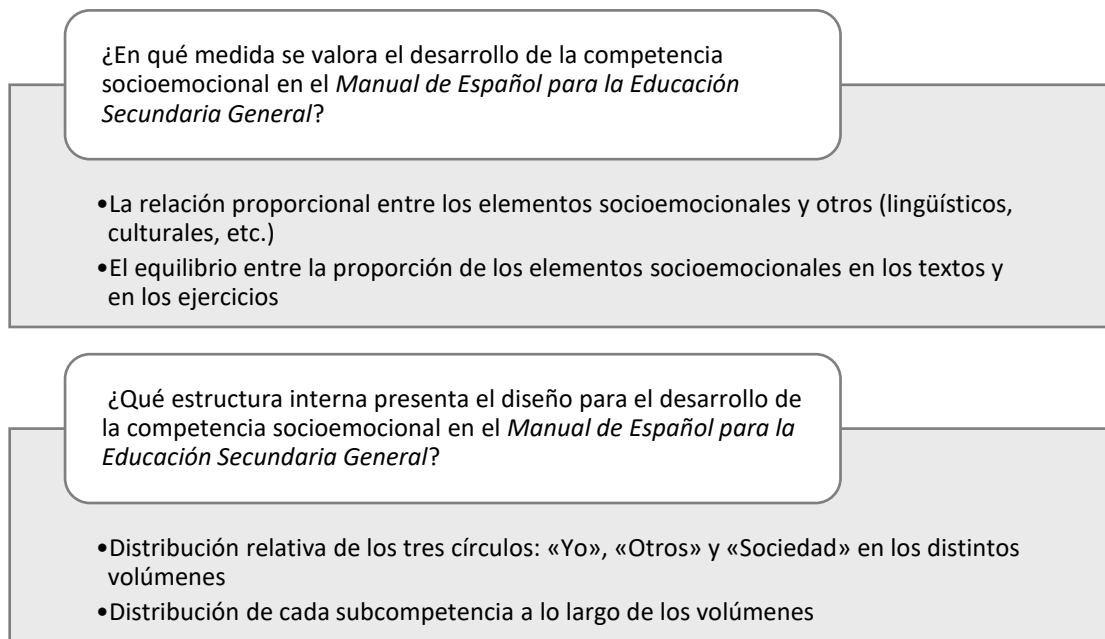 ¿En qué medida se valora el desarrollo de la competencia
socioemocional en el Manual de Español para la Educación
Secundaria General?
•La relación proporcional entre los elementos socioemocionales y otros (lingüísticos,
culturales, etc.)
•El equilibrio entre la proporción de los elementos socioemocionales en los textos y
en los ejercicios
¿Qué estructura interna presenta el diseño para el desarrollo de
la competencia socioemocional en el Manual de Español para la
Educación Secundaria General?
•Distribución relativa de los tres círculos: «Yo», «Otros» y «Sociedad» en los distintos
volúmenes
•Distribución de cada subcompetencia a lo largo de los volúmenes